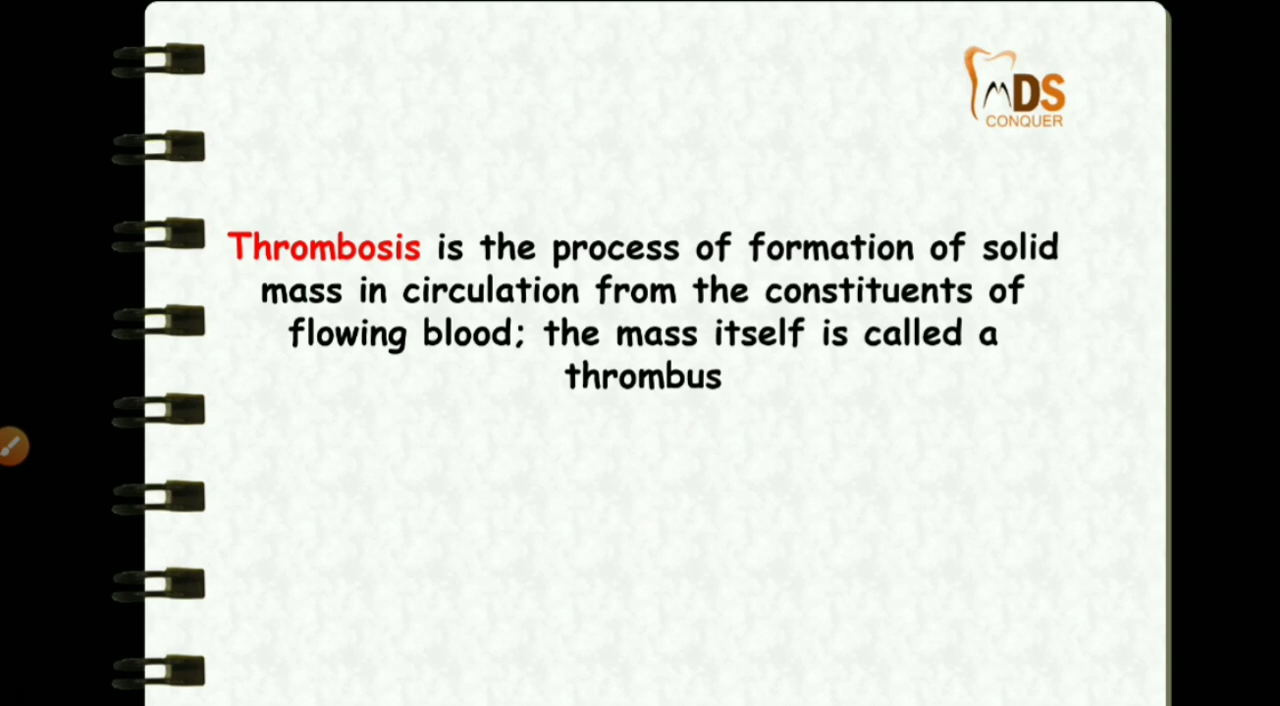 MDS
CONQUER
Thrombosis is the process of formation of solid
mass in circulation from the constituents of
flowing blood; the mass itself is called a
thrombus